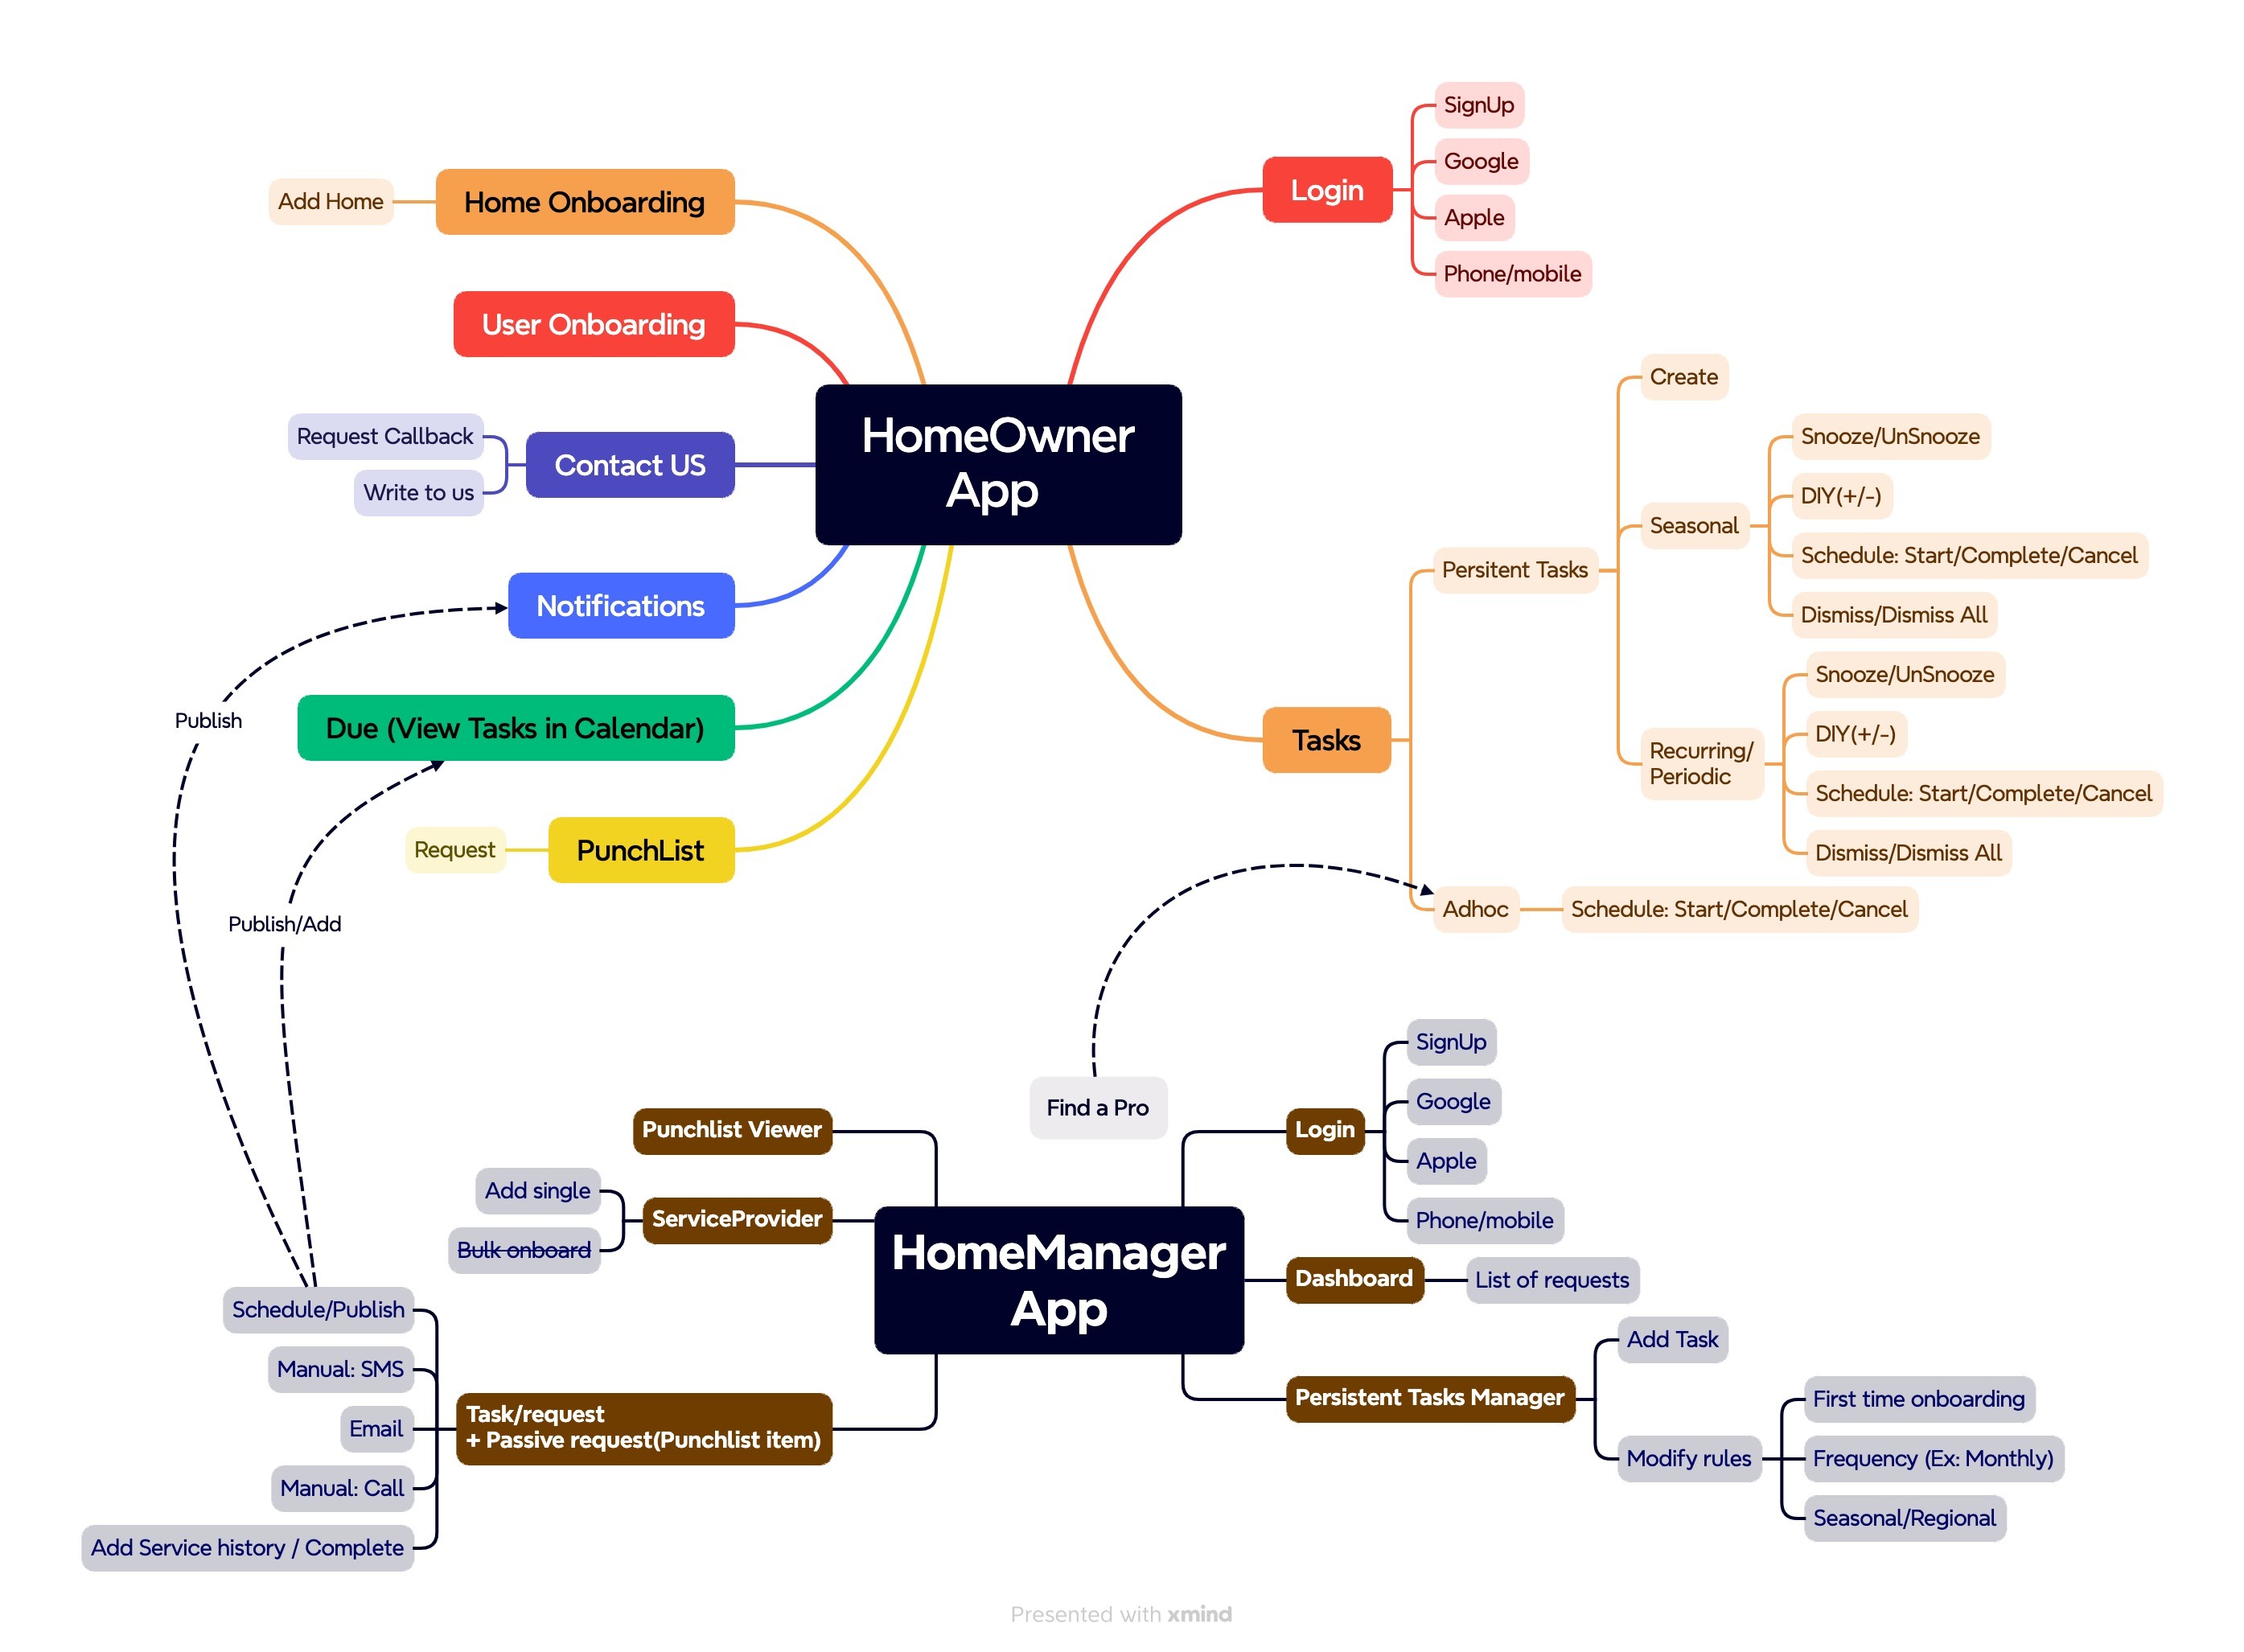 HomeOwner
App
Home Onboarding
Add Home
User Onboarding
Contact US
Request Callback
Write to us
Notifications
Due (View Tasks in Calendar)
PunchList
Request
Login
SignUp
Google
Apple
Phone/mobile
Tasks
Persitent Tasks
Create
Seasonal
Snooze/UnSnooze
DIY(+/-)
Schedule: Start/Complete/Cancel
Dismiss/Dismiss All
Recurring/
Periodic
Snooze/UnSnooze
DIY(+/-)
Schedule: Start/Complete/Cancel
Dismiss/Dismiss All
Adhoc
Schedule: Start/Complete/Cancel
Publish
Publish/Add
Find a Pro
HomeManager
App
Punchlist Viewer
ServiceProvider
Add single
Bulk onboard
Task/request
+ Passive request(Punchlist item)
Schedule/Publish
Manual: SMS
Email
Manual: Call
Add Service history / Complete
Login
SignUp
Google
Apple
Phone/mobile
Dashboard
List of requests
Persistent Tasks Manager
Add Task
Modify rules
First time onboarding
Frequency (Ex: Monthly)
Seasonal/Regional
Presented with xmind